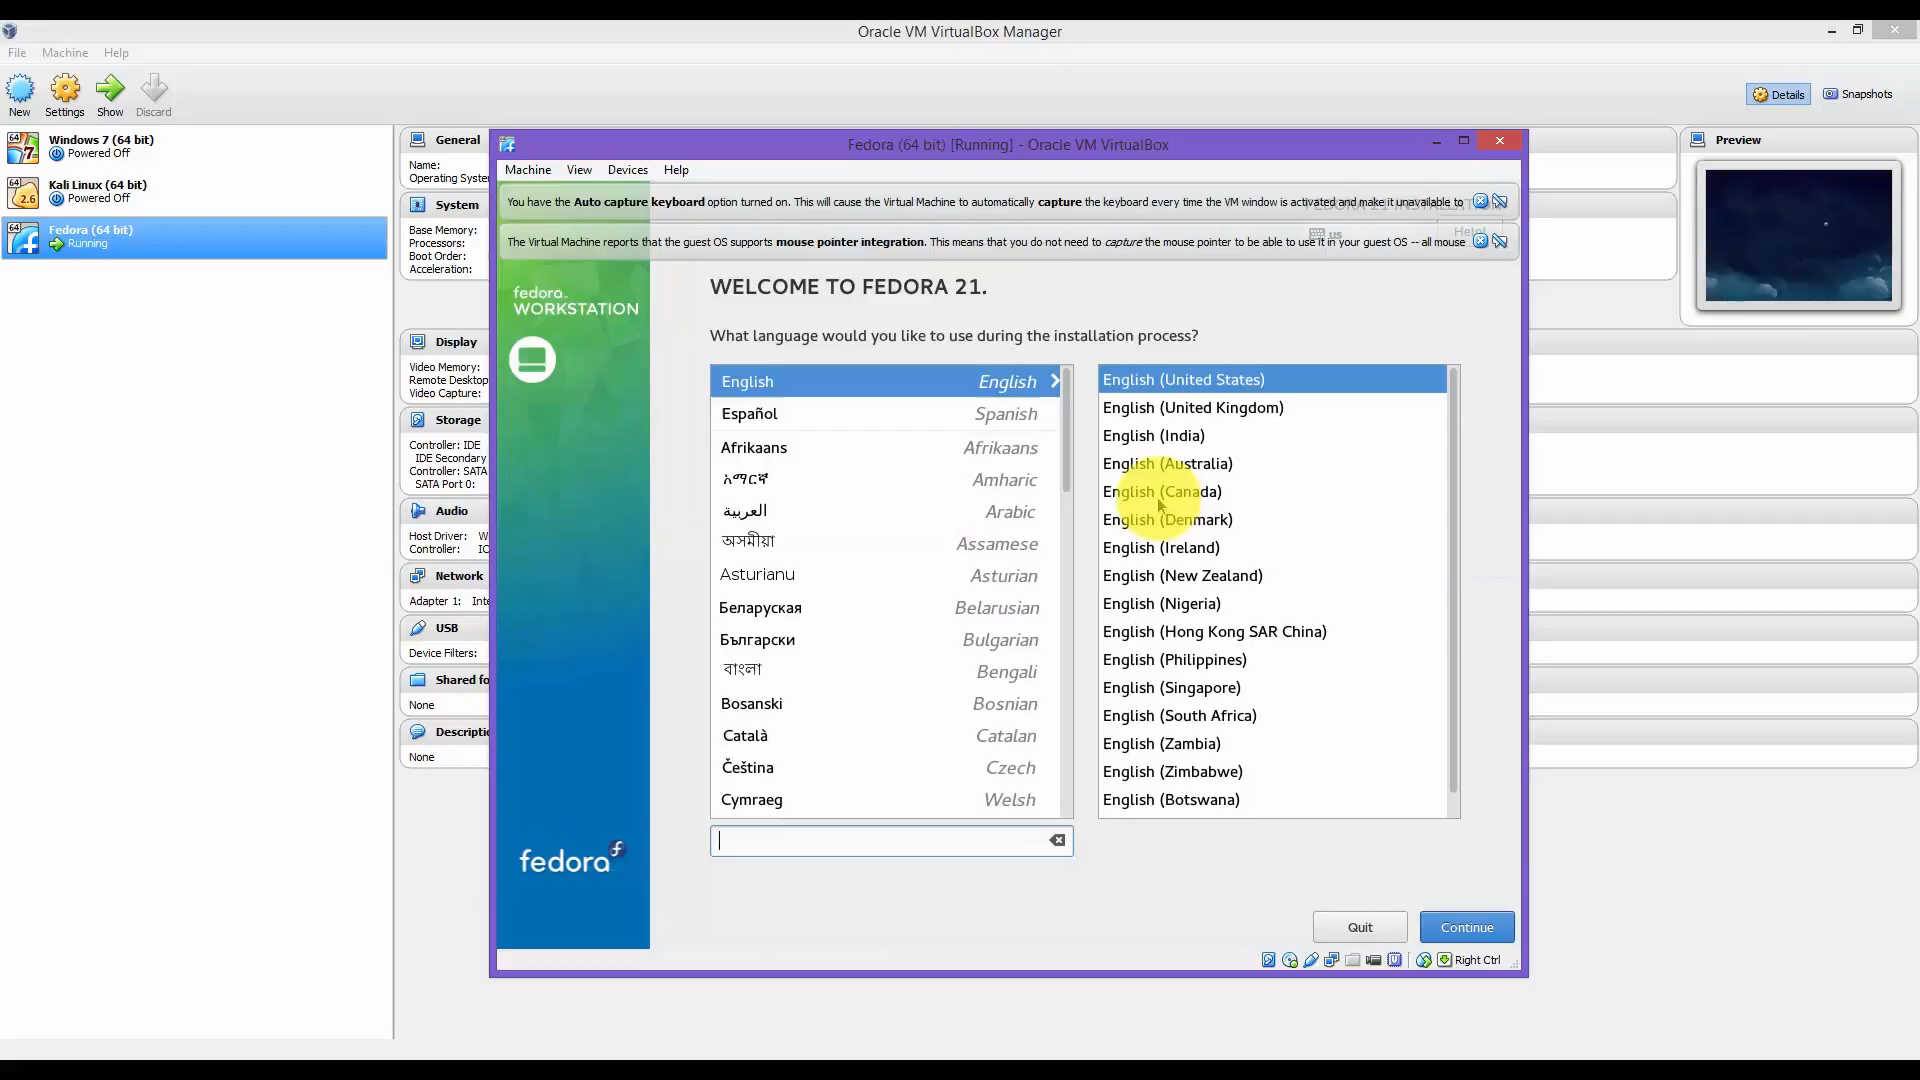 Oracle VM VirtualBox Manager
File Machine Help
New Settings Show Discard
Details Snapshots
64 Windows 7 (64 bit)
Powered Off
64 2.6 Kali Linux (64 bit)
Powered Off
64 Fedora (64 bit)
Running
General
Name:
Operating Syste
System
Base Memory:
Processors:
Boot Order:
Acceleration:
Display
Video Memory:
Remote Desktop
Video Capture:
Storage
Controller: IDE
IDE Secondary
Controller: SATA
SATA Port 0:
Audio
Host Driver: W
Controller: IC
Network
Adapter 1: Inte
USB
Device Filters:
Shared fo
None
Descriptio
None
Preview
Fedora (64 bit) [Running] - Oracle VM VirtualBox
Machine View Devices Help
You have the Auto capture keyboard option turned on. This will cause the Virtual Machine to automatically capture the keyboard every time the VM window is activated and make it unavailable to
The Virtual Machine reports that the guest OS supports mouse pointer integration. This means that you do not need to capture the mouse pointer to be able to use it in your guest OS -- all mouse
us
Help!
fedora
WORKSTATION
WELCOME TO FEDORA 21.
What language would you like to use during the installation process?
English English
Español Spanish
Afrikaans Afrikaans
አማርኛ Amharic
العربية Arabic
অসমীয়া Assamese
Asturianu Asturian
Беларуская Belarusian
Български Bulgarian
বাংলা Bengali
Bosanski Bosnian
Català Catalan
Čeština Czech
Cymraeg Welsh
English (United States)
English (United Kingdom)
English (India)
English (Australia)
English (Canada)
English (Denmark)
English (Ireland)
English (New Zealand)
English (Nigeria)
English (Hong Kong SAR China)
English (Philippines)
English (Singapore)
English (South Africa)
English (Zambia)
English (Zimbabwe)
English (Botswana)
fedora
Quit Continue
Right Ctrl